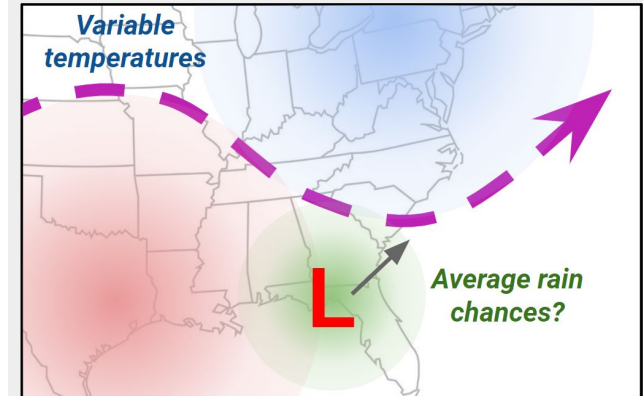 Variable
temperatures
L
Average rain
chances?